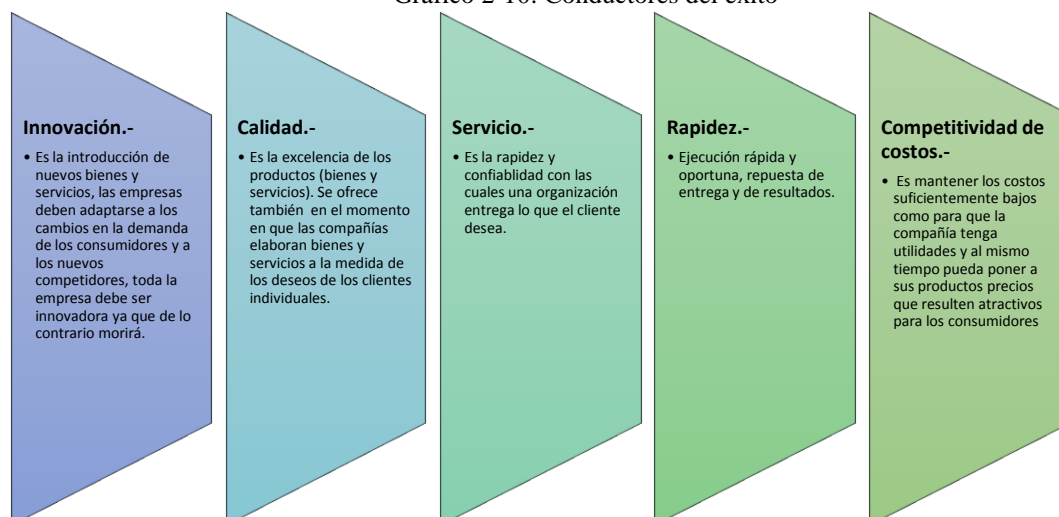 Gráfico 2-10: Conductores del éxito
Innovación.-
• Es la introducción de
nuevos bienes y
servicios, las empresas
deben adaptarse a los
cambios en la demanda
de los consumidores y a
los nuevos
competidores, toda la
empresa debe ser
innovadora ya que de lo
contrario morirá.
Calidad.-
• Es la excelencia de los
productos (bienes y
servicios). Se ofrece
también en el momento
en que las compañías
elaboran bienes y
servicios a la medida de
los deseos de los clientes
individuales.
Servicio.-
• Es la rapidez y
confiablidad con las
cuales una organización
entrega lo que el cliente
desea.
Rapidez.-
• Ejecución rápida y
oportuna, repuesta de
entrega y de resultados.
Competitividad de
costos.-
• Es mantener los costos
suficientemente bajos
como para que la
compañía tenga
utilidades y al mismo
tiempo pueda poner a
sus productos precios
que resulten atractivos
para los consumidores